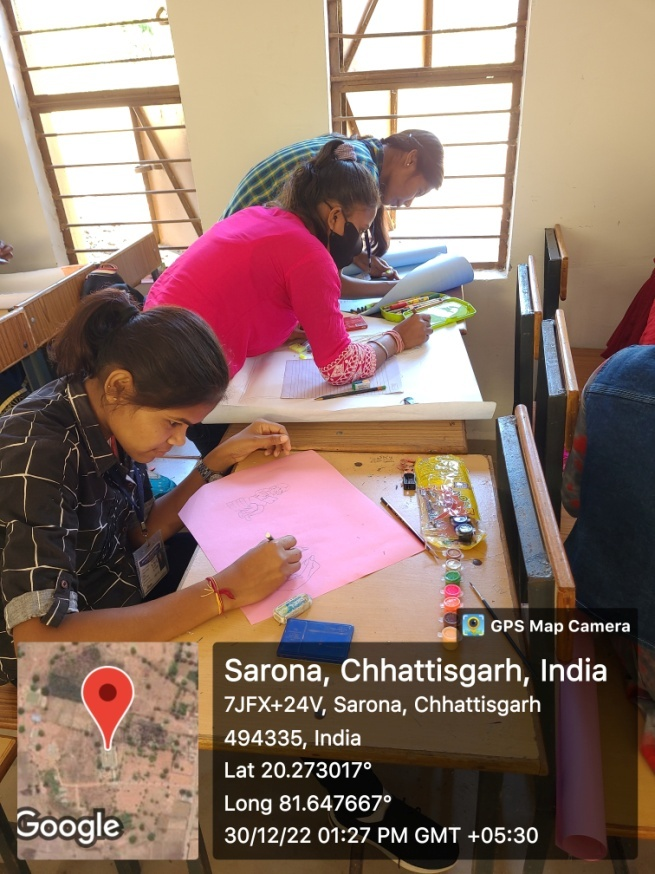 GPS Map Camera
Sarona, Chhattisgarh, India
7JFX+24V, Sarona, Chhattisgarh
494335, India
Lat 20.273017°
Long 81.647667°
30/12/22 01:27 PM GMT +05:30
Google